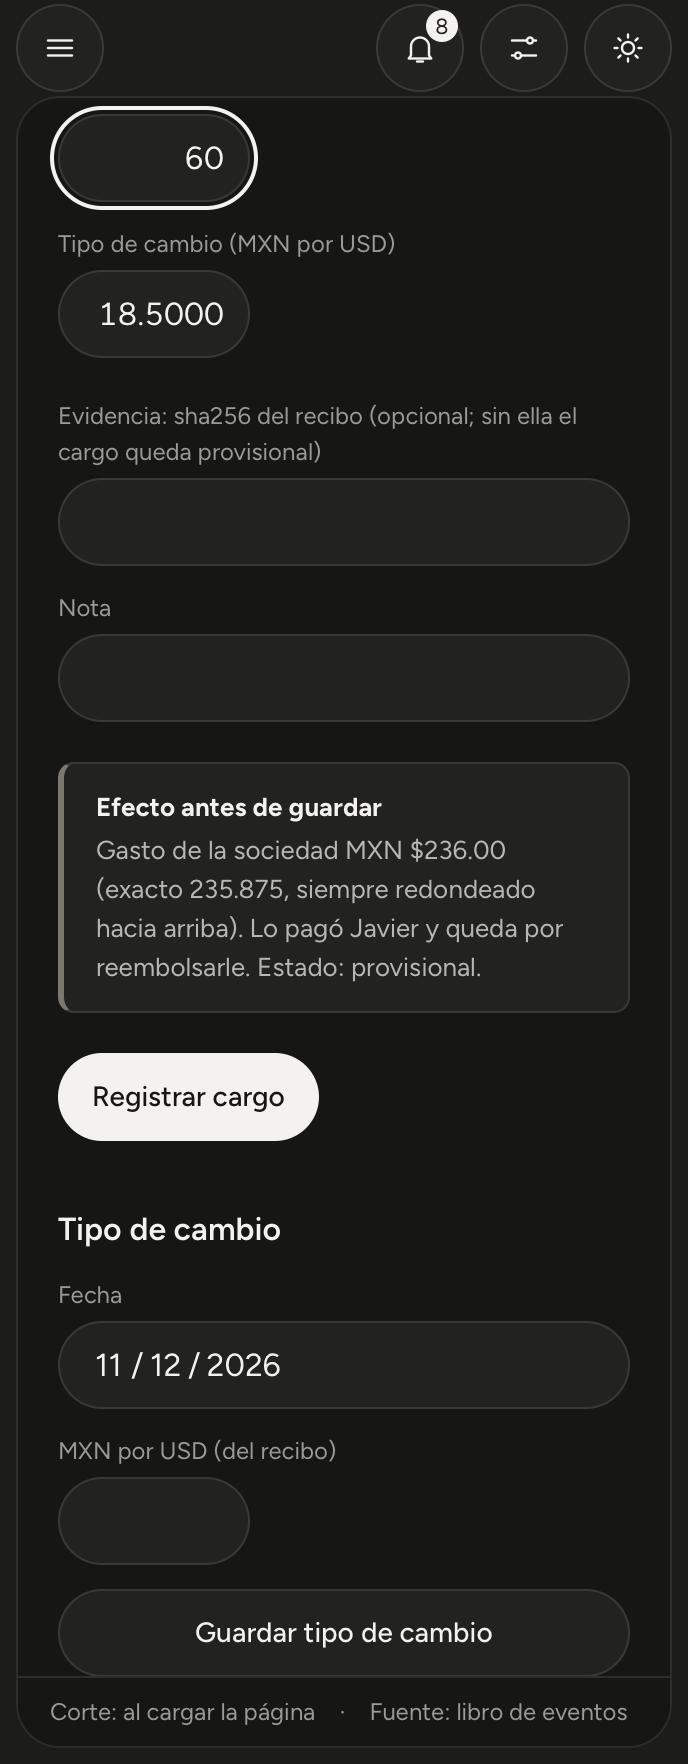 8
60
Tipo de cambio (MXN por USD)
18.5000
Evidencia: sha256 del recibo (opcional; sin ella el
cargo queda provisional)
Nota
Efecto antes de guardar
Gasto de la sociedad MXN $236.00
(exacto 235.875, siempre redondeado
hacia arriba). Lo pagó Javier y queda por
reembolsarle. Estado: provisional.
Registrar cargo
Tipo de cambio
Fecha
11 / 12 / 2026
MXN por USD (del recibo)
Guardar tipo de cambio
Corte: al cargar la página · Fuente: libro de eventos